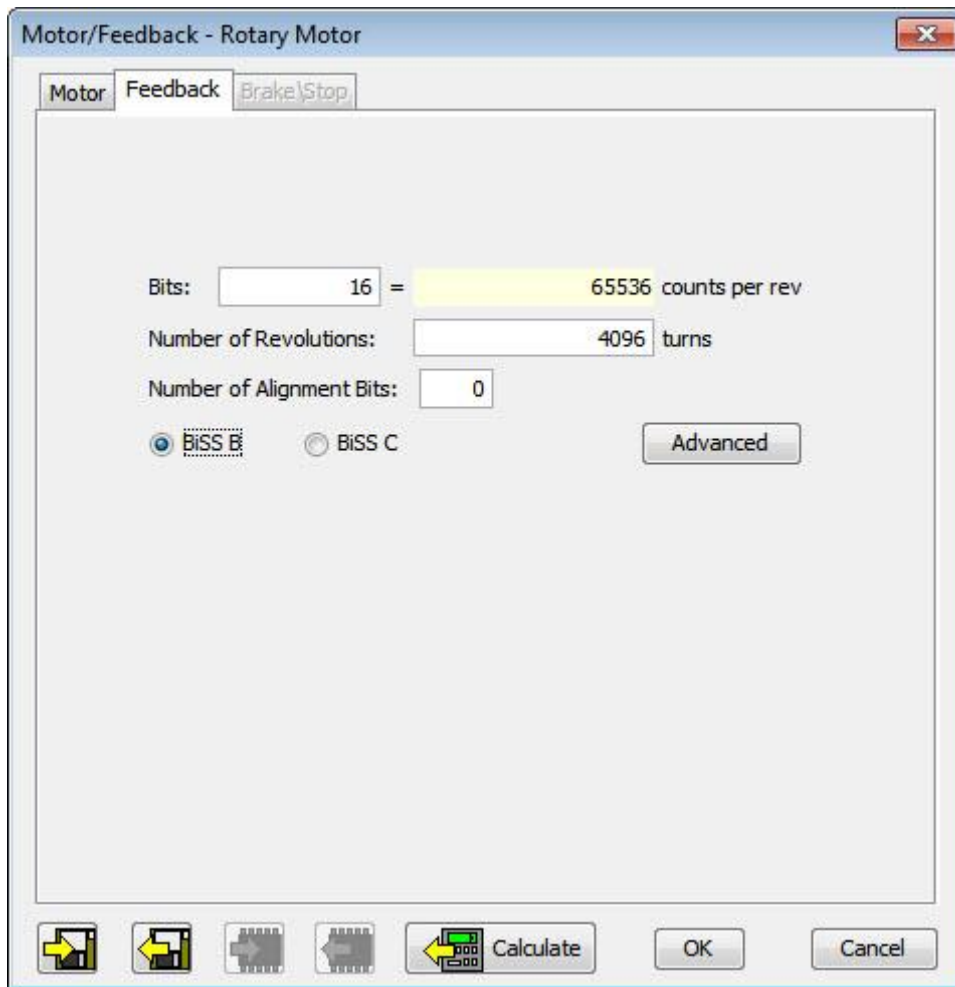 Motor/Feedback - Rotary Motor
Motor Feedback Brake\Stop
Bits: 16 = 65536 counts per rev
Number of Revolutions: 4096 turns
Number of Alignment Bits: 0
BiSS B BiSS C Advanced
Calculate OK Cancel